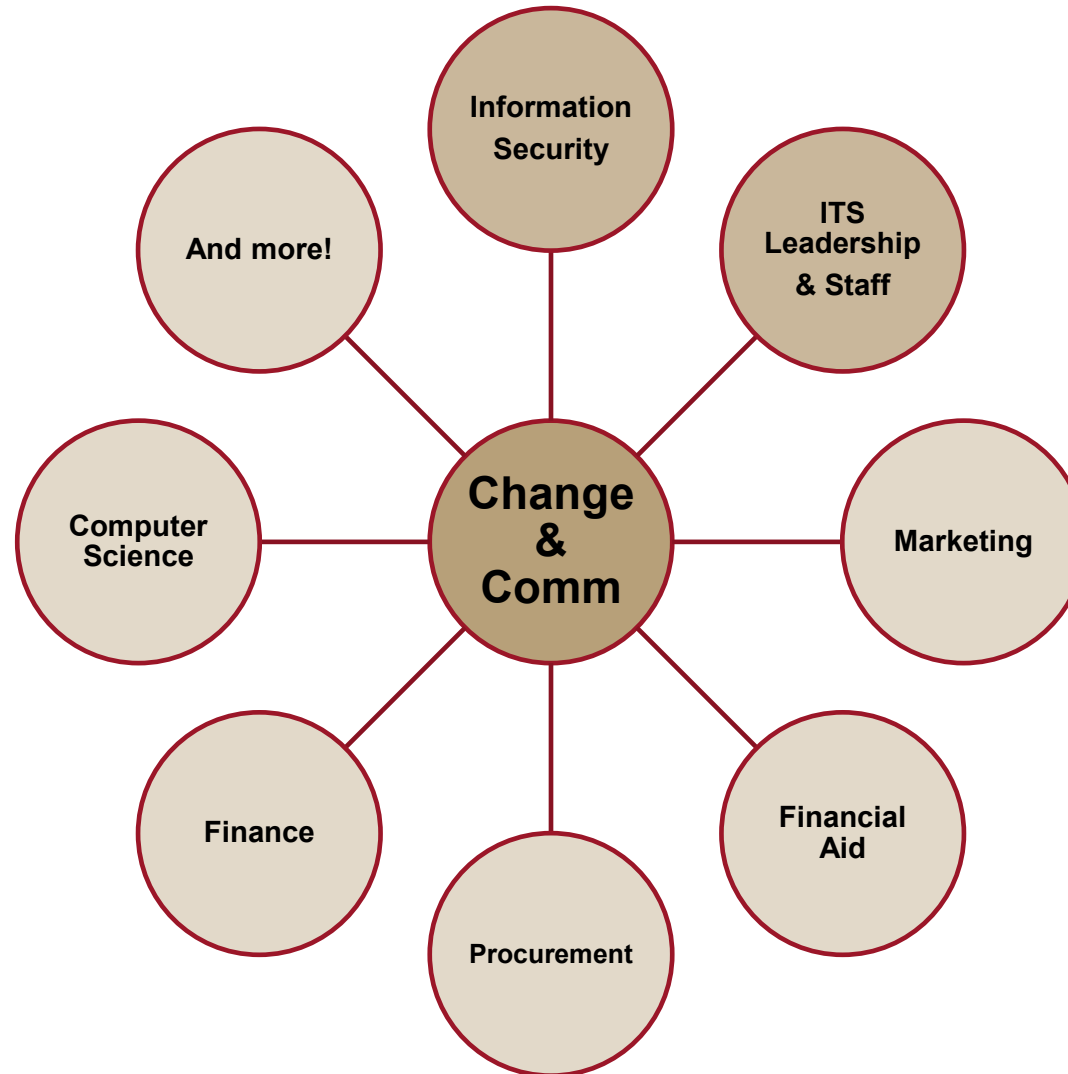 Information
Security
ITS
Leadership
& Staff
And more!
Change
&
Comm
Computer
Science
Marketing
Finance
Financial
Aid
Procurement